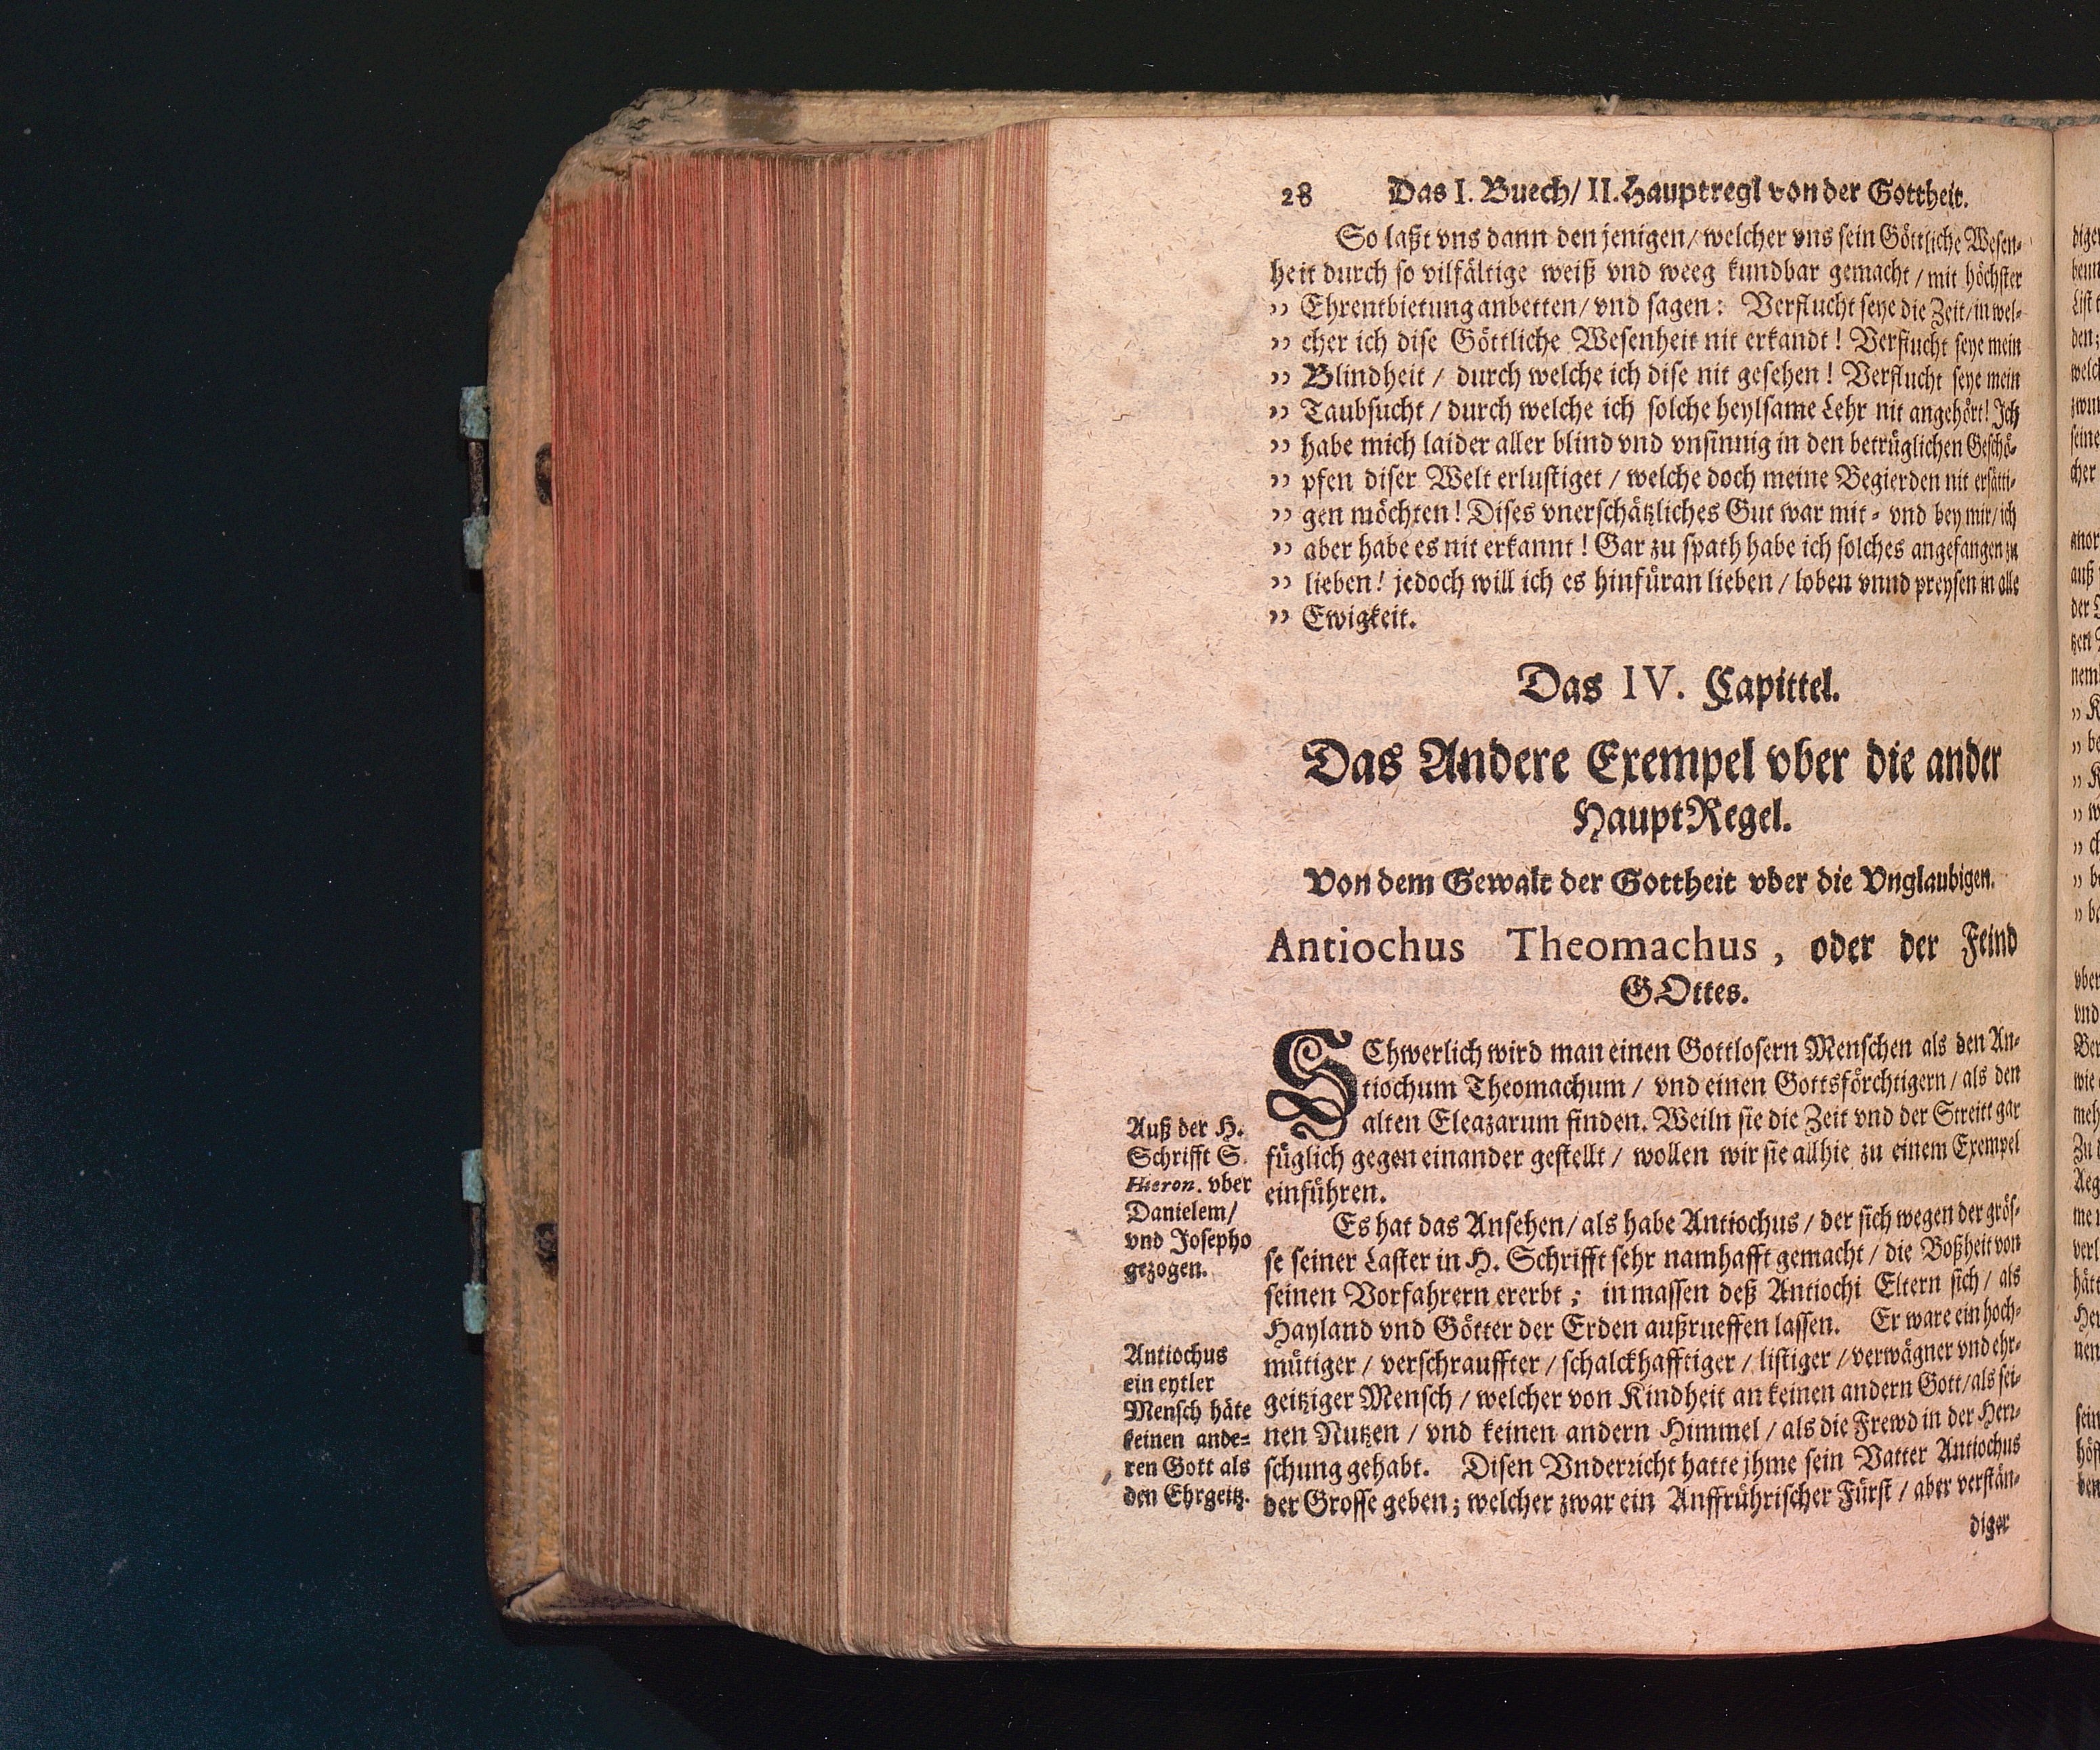 28 Das I. Buech/ II. Hauptregl von der Gottheit.
So laßt vns dann den jenigen/ welcher vns sein Göttliche Wesen-
heit durch so vilfältige weiß vnd weeg kundbar gemacht / mit höchster
„ Ehrentbietung anbetten/ vnd sagen: Verflucht seye die Zeit/ in wel-
„ cher ich dise Göttliche Wesenheit nit erkandt! Verflucht seye mein
„ Blindheit / durch welche ich dise nit gesehen! Verflucht seye mein
„ Taubsucht / durch welche ich solche heylsame Lehr nit angehört! Ich
„ habe mich laider aller blind vnd vnsinnig in den betrüglichen Geschö-
„ pfen diser Welt erlustiget / welche doch meine Begierden nit ersätti-
„ gen möchten! Dises vnerschätzliches Gut war mit- vnd bey mir/ ich
„ aber habe es nit erkannt! Gar zu spath habe ich solches angefangen zu
„ lieben! jedoch will ich es hinfüran lieben / loben vnnd preysen in alle
„ Ewigkeit.
Das IV. Capittel.
Das Andere Exempel vber die ander
HauptRegel.
Von dem Gewalt der Gottheit vber die Vnglaubigen.
Antiochus Theomachus, oder der Feind
GOttes.
SChwerlich wird man einen Gottlosern Menschen als den An-
tiochum Theomachum / vnd einen Gottsförchtigern / als den
alten Eleazarum finden. Weiln sie die Zeit vnd der Streitt gar
füglich gegen einander gestellt / wollen wir sie allhie zu einem Exempel
einführen.
Auß der H.
Schrifft S.
Hieron. vber
Danielem/
vnd Josepho
gezogen.
Es hat das Ansehen/ als habe Antiochus / der sich wegen der grös-
se seiner Laster in H. Schrifft sehr namhafft gemacht / die Boßheit von
seinen Vorfahrern ererbt; in massen deß Antiochi Eltern sich / als
Hayland vnd Götter der Erden außrueffen lassen. Er ware ein hoch-
mütiger / verschrauffter / schalckhafftiger / listiger / verwägner vnd ehr-
geitziger Mensch / welcher von Kindheit an keinen andern Gott/ als sei-
nen Nutzen / vnd keinen andern Himmel / als die Frewd in der Herr-
schung gehabt. Disen Vnderricht hatte jhme sein Vatter Antiochus
der Grosse geben; welcher zwar ein Auffrührischer Fürst / aber verstän-
diger
Antiochus
ein eytler
Mensch häte
keinen ande-
ren Gott als
den Ehrgeitz.